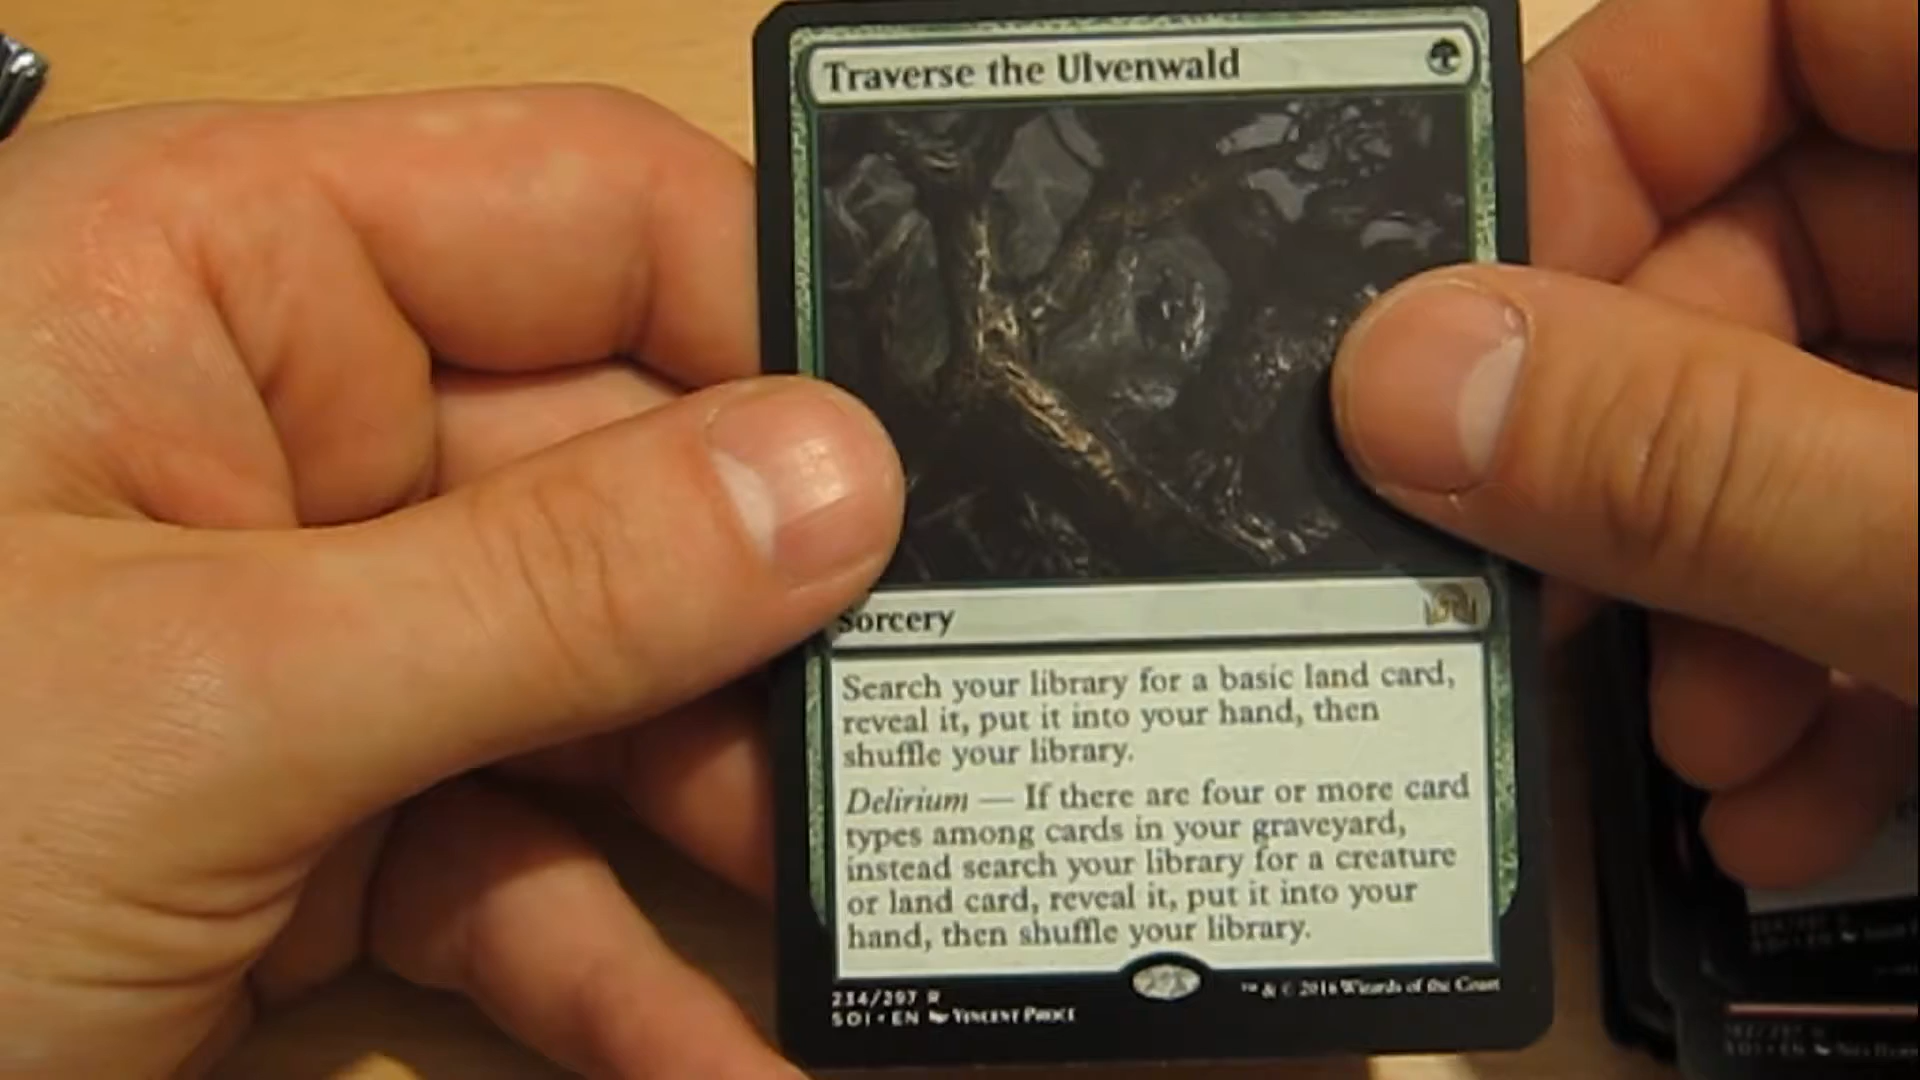 Traverse the Ulvenwald
Sorcery
Search your library for a basic land card,
reveal it, put it into your hand, then
shuffle your library.
Delirium — If there are four or more card
types among cards in your graveyard,
instead search your library for a creature
or land card, reveal it, put it into your
hand, then shuffle your library.
234/297 R
SOI • EN Vincent Proce
™ & © 2016 Wizards of the Coast